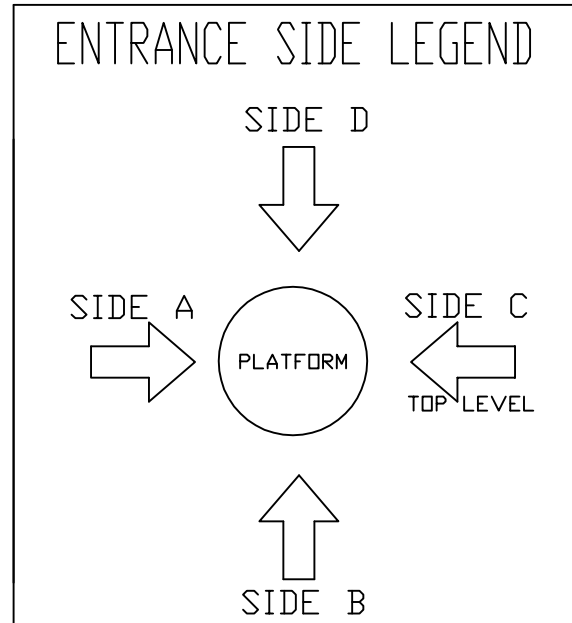 ENTRANCE SIDE LEGEND
SIDE D
SIDE A
SIDE C
PLATFORM
TOP LEVEL
SIDE B